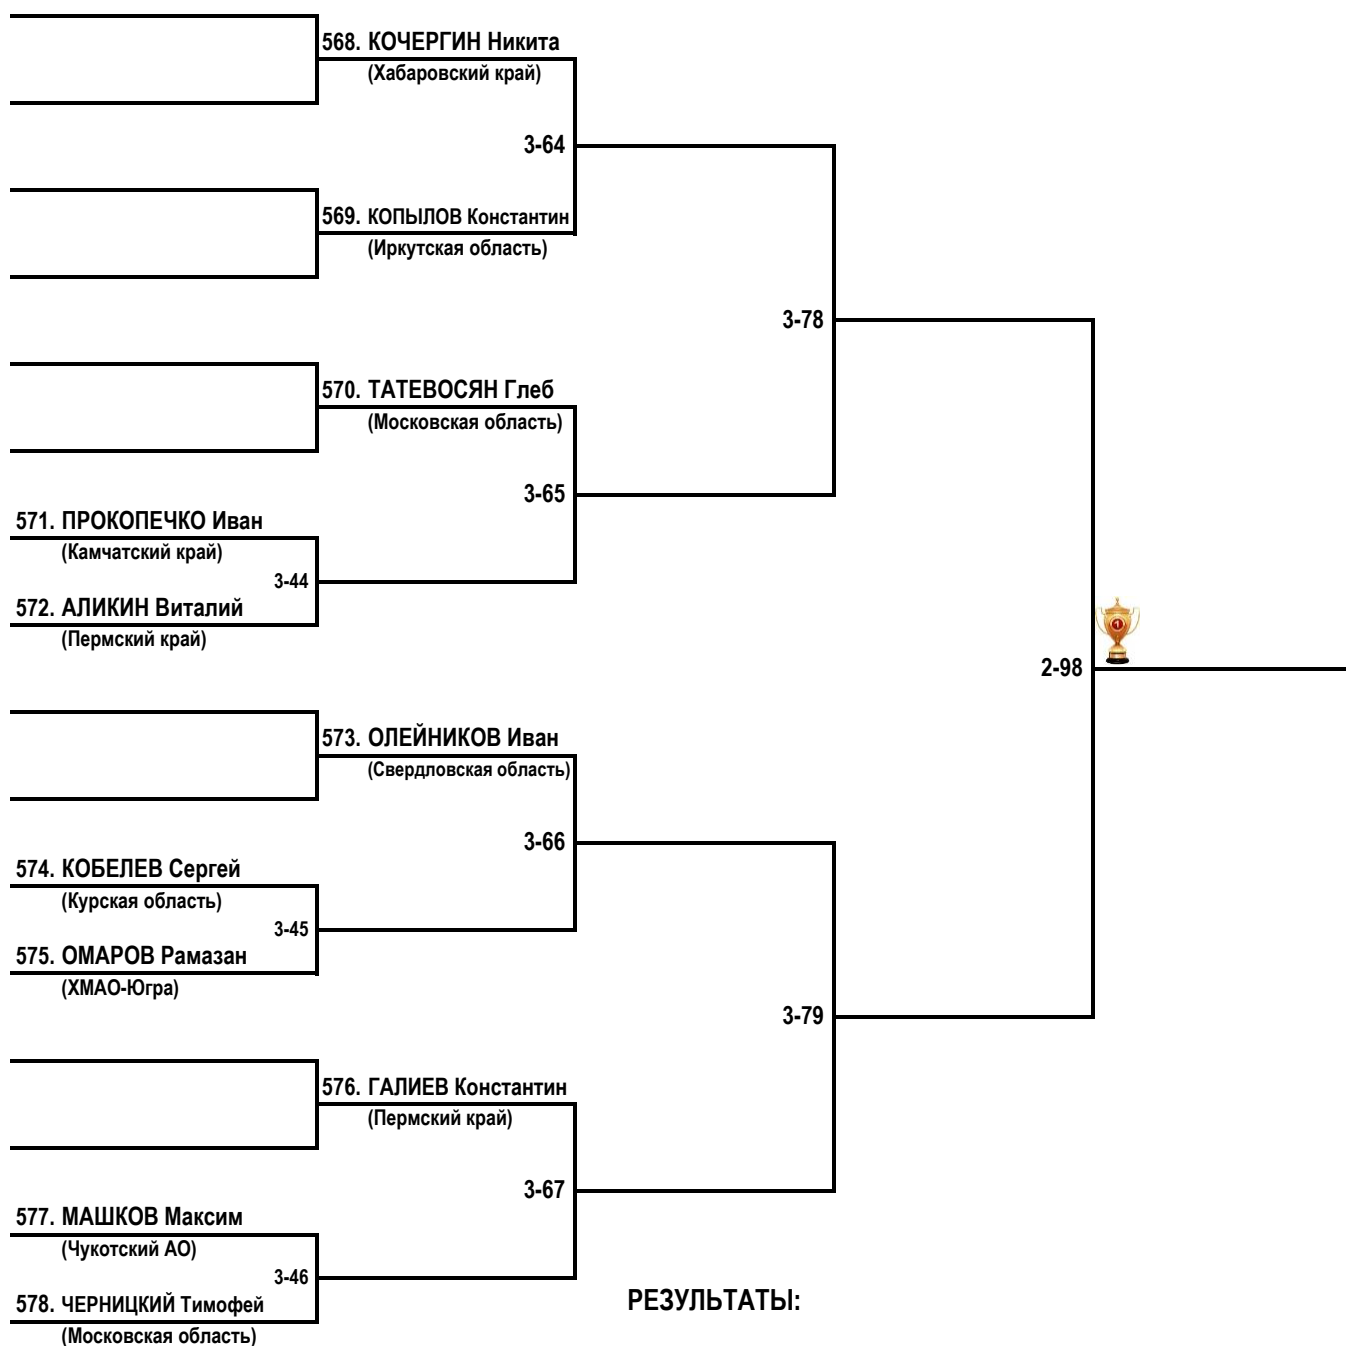 568. КОЧЕРГИН Никита
(Хабаровский край)
3-64
569. КОПЫЛОВ Константин
(Иркутская область)
3-78
570. ТАТЕВОСЯН Глеб
(Московская область)
3-65
571. ПРОКОПЕЧКО Иван
(Камчатский край)
3-44
572. АЛИКИН Виталий
(Пермский край)
1
2-98
573. ОЛЕЙНИКОВ Иван
(Свердловская область)
3-66
574. КОБЕЛЕВ Сергей
(Курская область)
3-45
575. ОМАРОВ Рамазан
(ХМАО-Югра)
3-79
576. ГАЛИЕВ Константин
(Пермский край)
3-67
577. МАШКОВ Максим
(Чукотский АО)
3-46
578. ЧЕРНИЦКИЙ Тимофей
(Московская область)
РЕЗУЛЬТАТЫ: